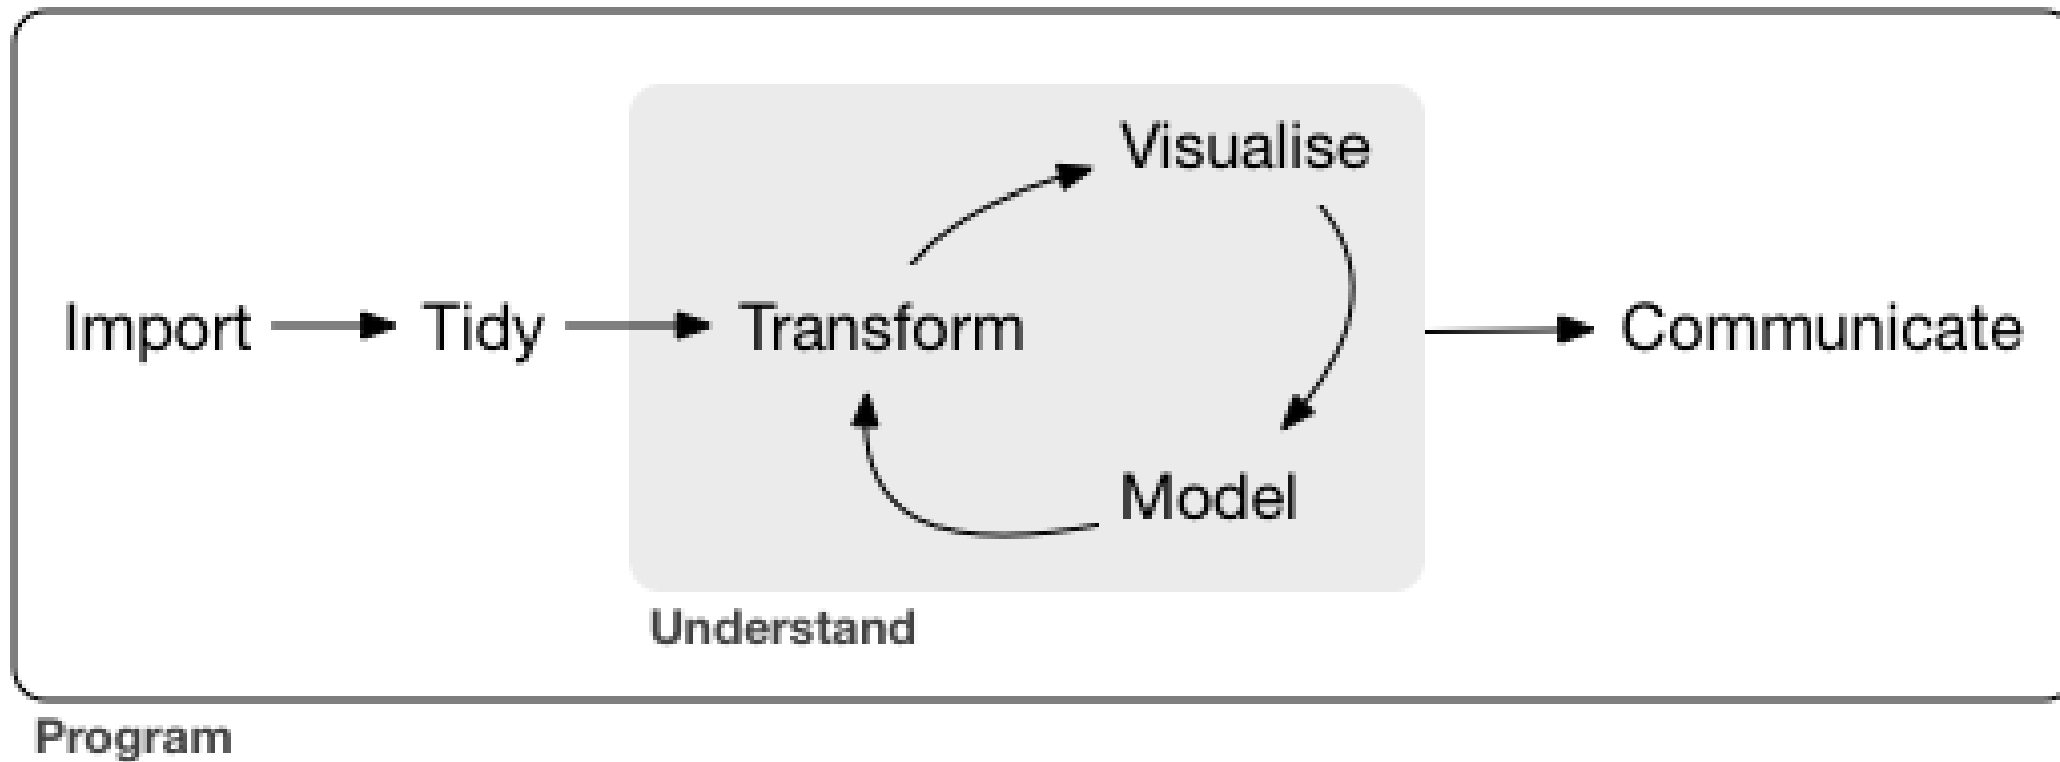 Visualise
Import Tidy Transform Communicate
Model
Understand
Program